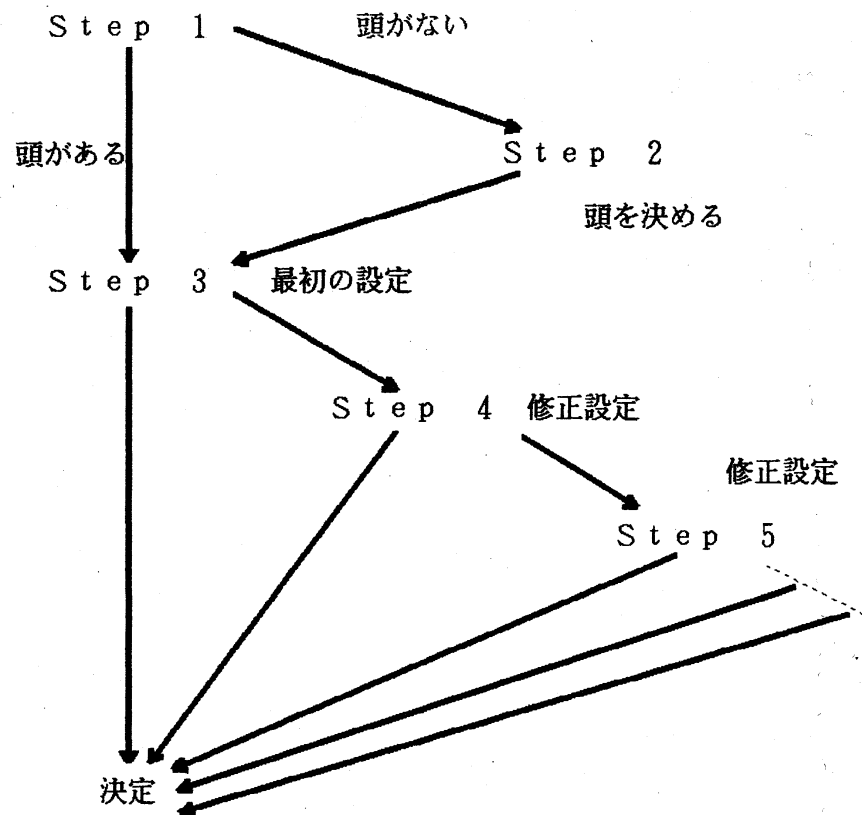 Step 1 頭がない
頭がある
Step 2
頭を決める
Step 3 最初の設定
Step 4 修正設定
修正設定
Step 5
決定